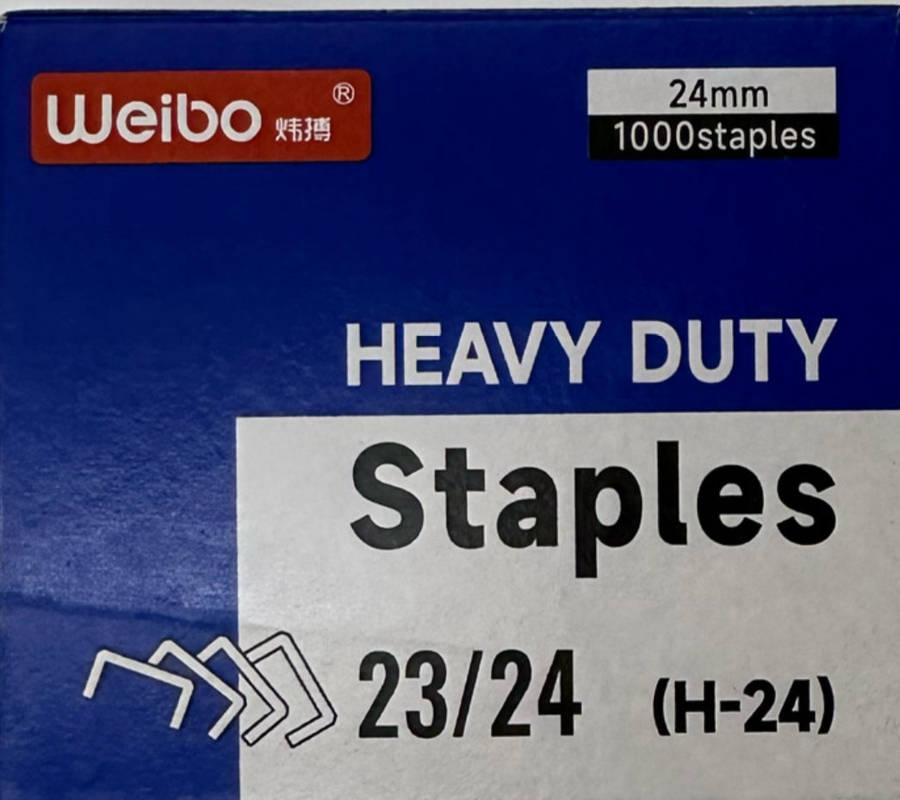 Weibo 炜搏 ®
24mm
1000staples
HEAVY DUTY
Staples
23/24 (H-24)